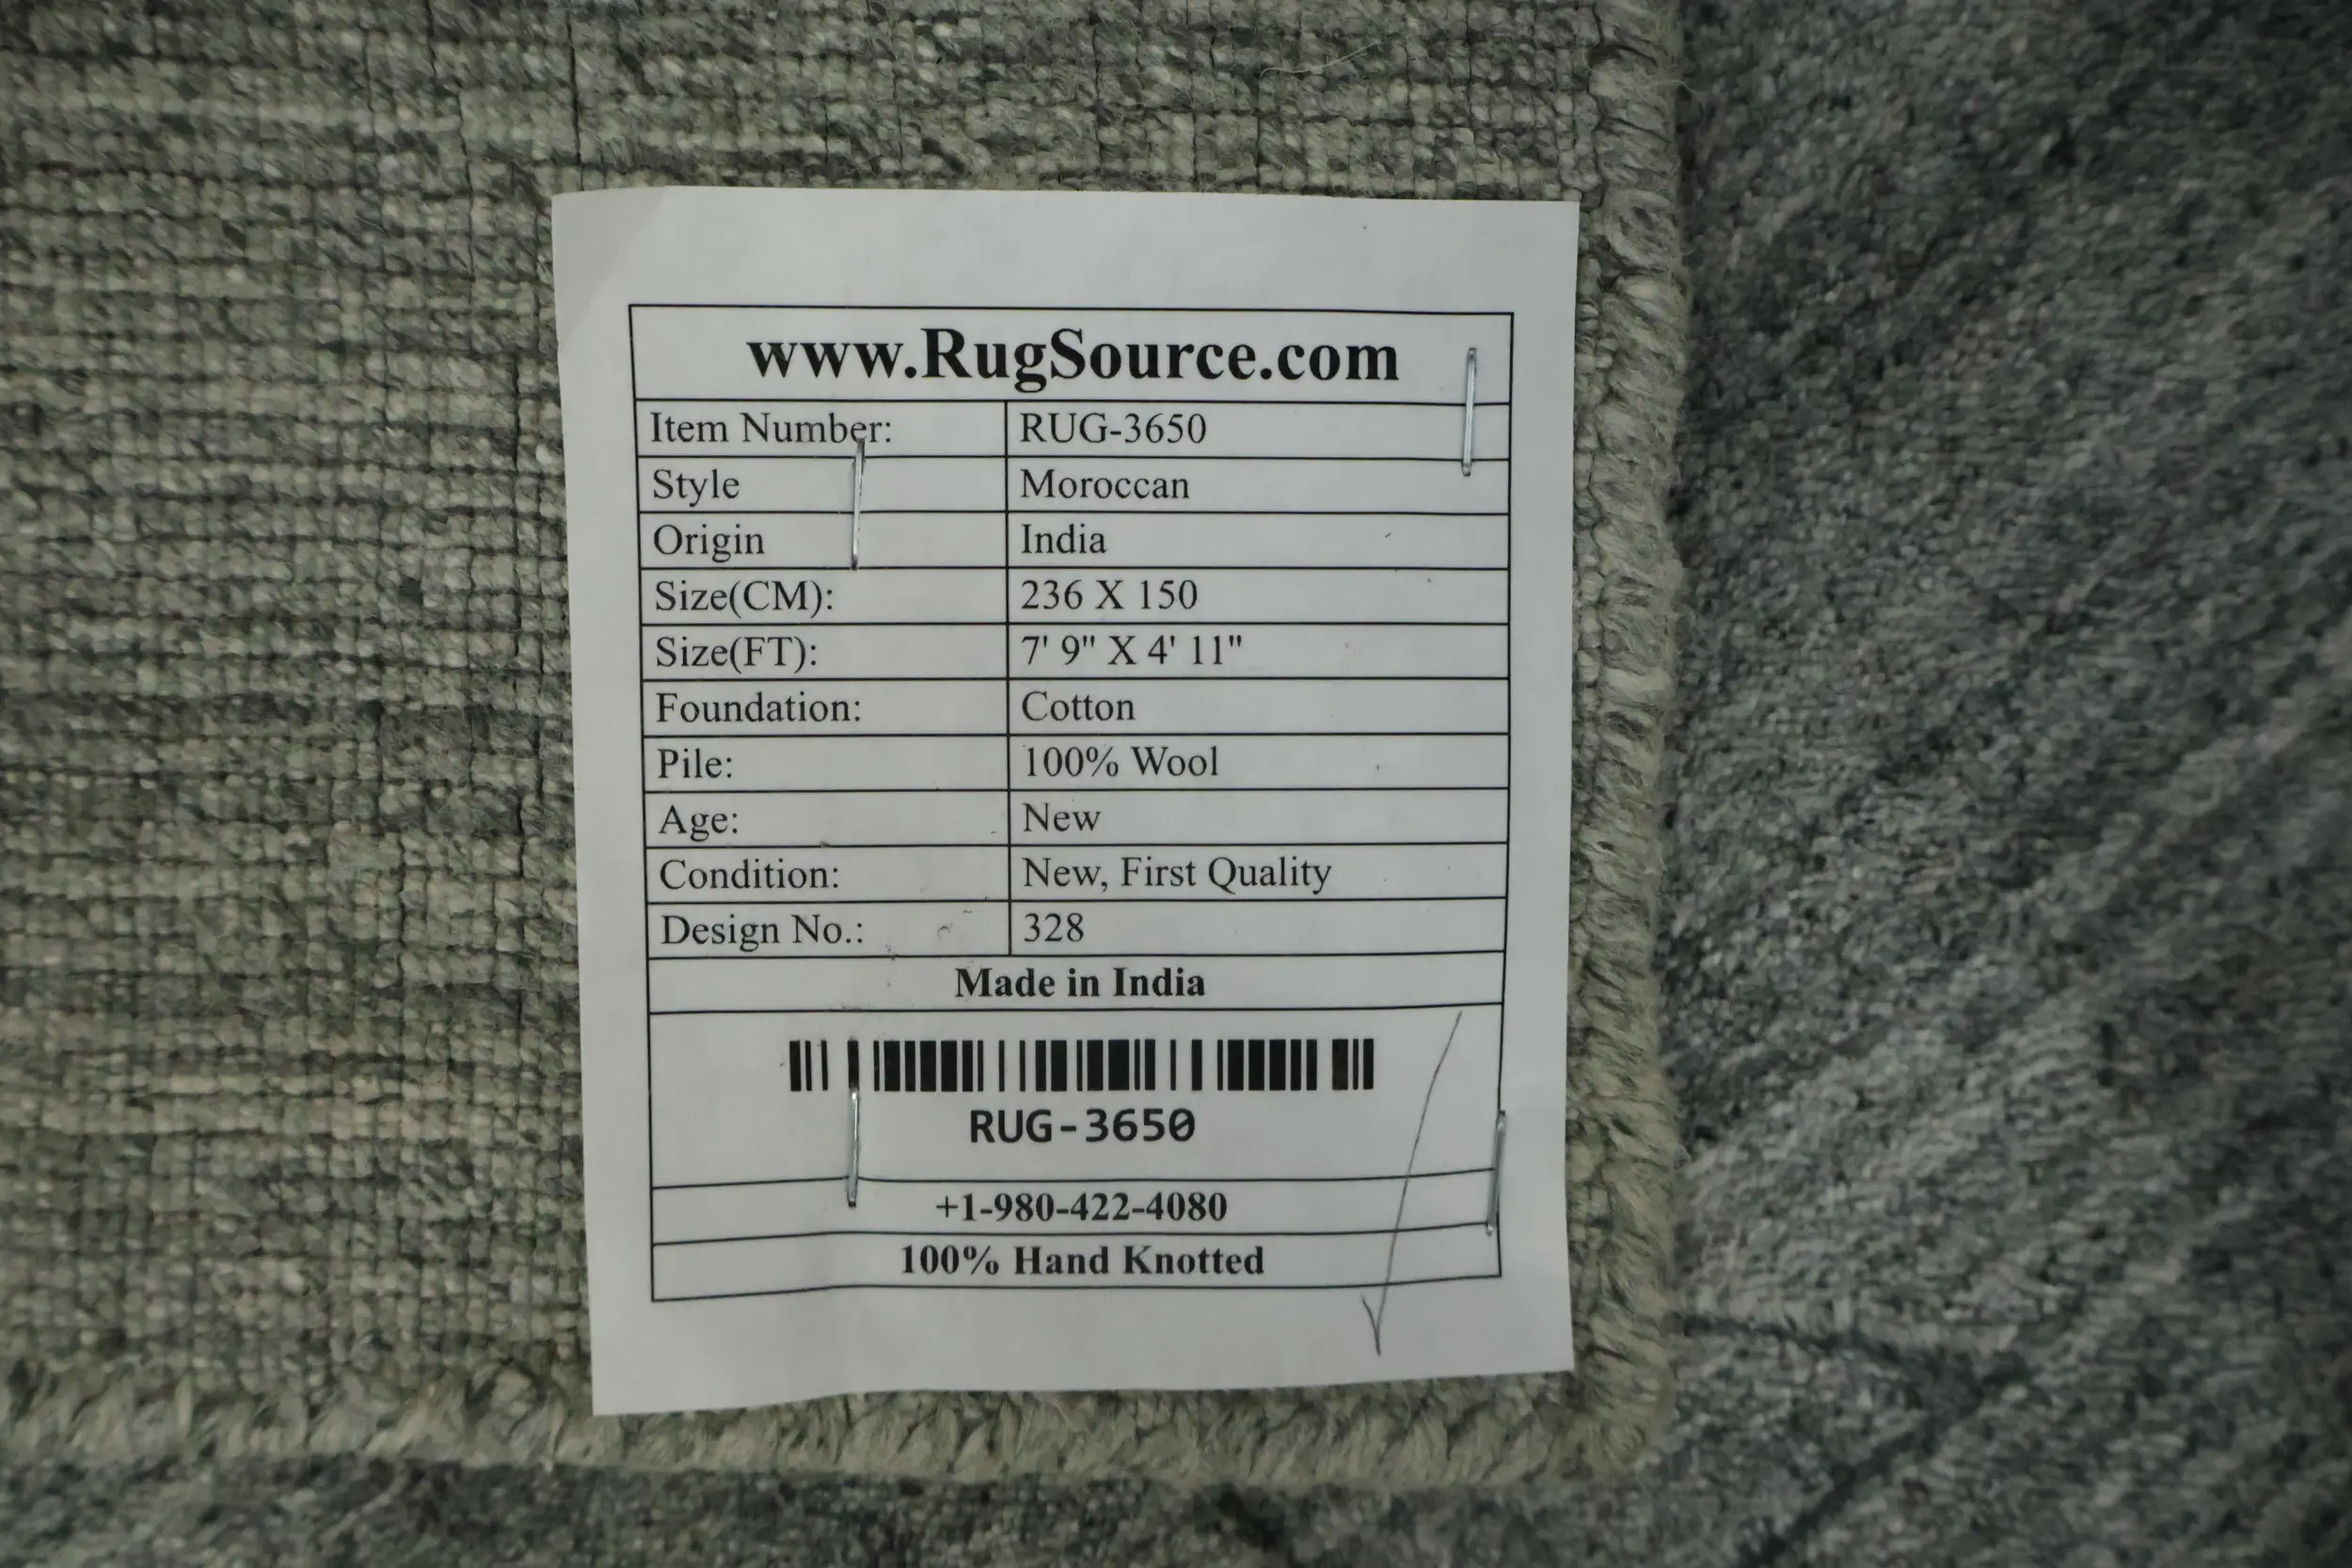 www.RugSource.com
Item Number: RUG-3650
Style Moroccan
Origin India
Size(CM): 236 X 150
Size(FT): 7' 9" X 4' 11"
Foundation: Cotton
Pile: 100% Wool
Age: New
Condition: New, First Quality
Design No.: 328
Made in India
RUG-3650
+1-980-422-4080
100% Hand Knotted